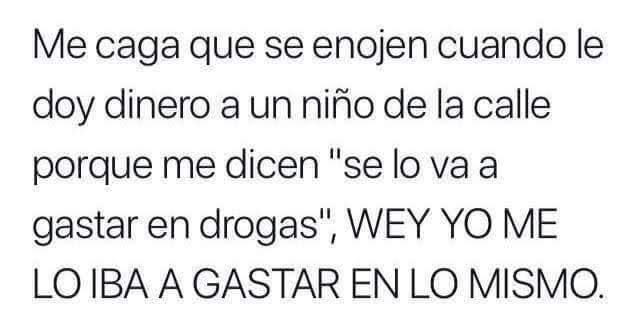 Me caga que se enojen cuando le
doy dinero a un niño de la calle
porque me dicen "se lo va a
gastar en drogas", WEY YO ME
LO IBA A GASTAR EN LO MISMO.